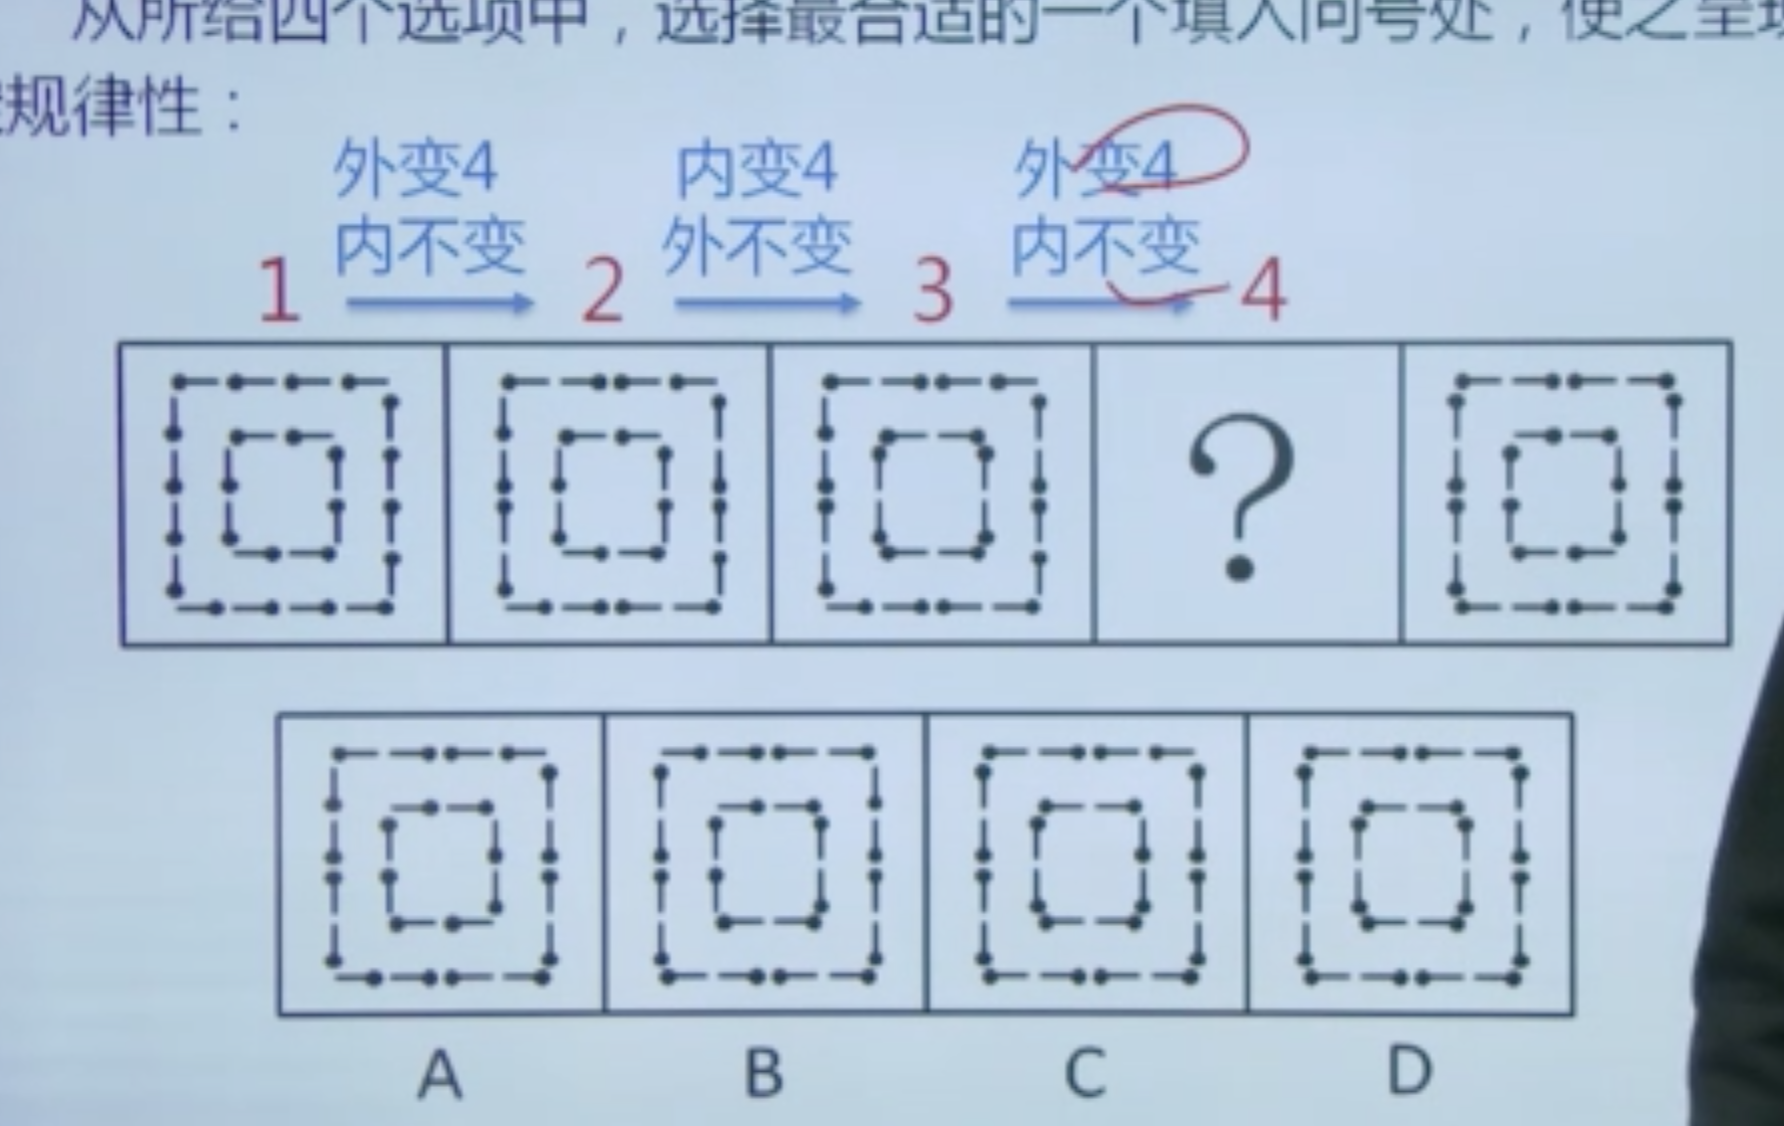 从所给四个选项中，选择最合适的一个填入问号处，使之呈现
规律性：
外变4 内变4 外变4
内不变 外不变 内不变
1 2 3 4
?
A B C D